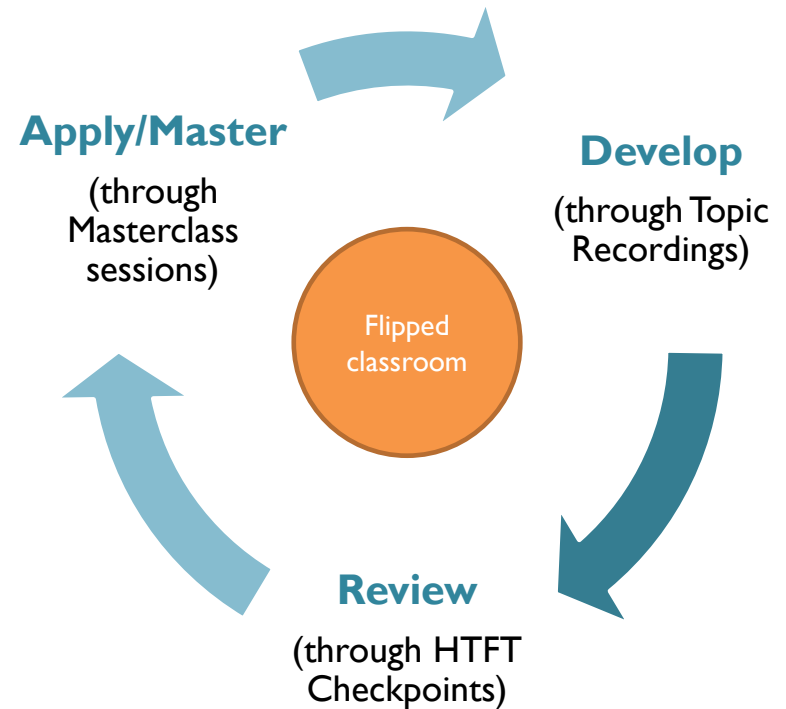 Apply/Master
(through
Masterclass
sessions)
Develop
(through Topic
Recordings)
Flipped
classroom
Review
(through HTFT
Checkpoints)